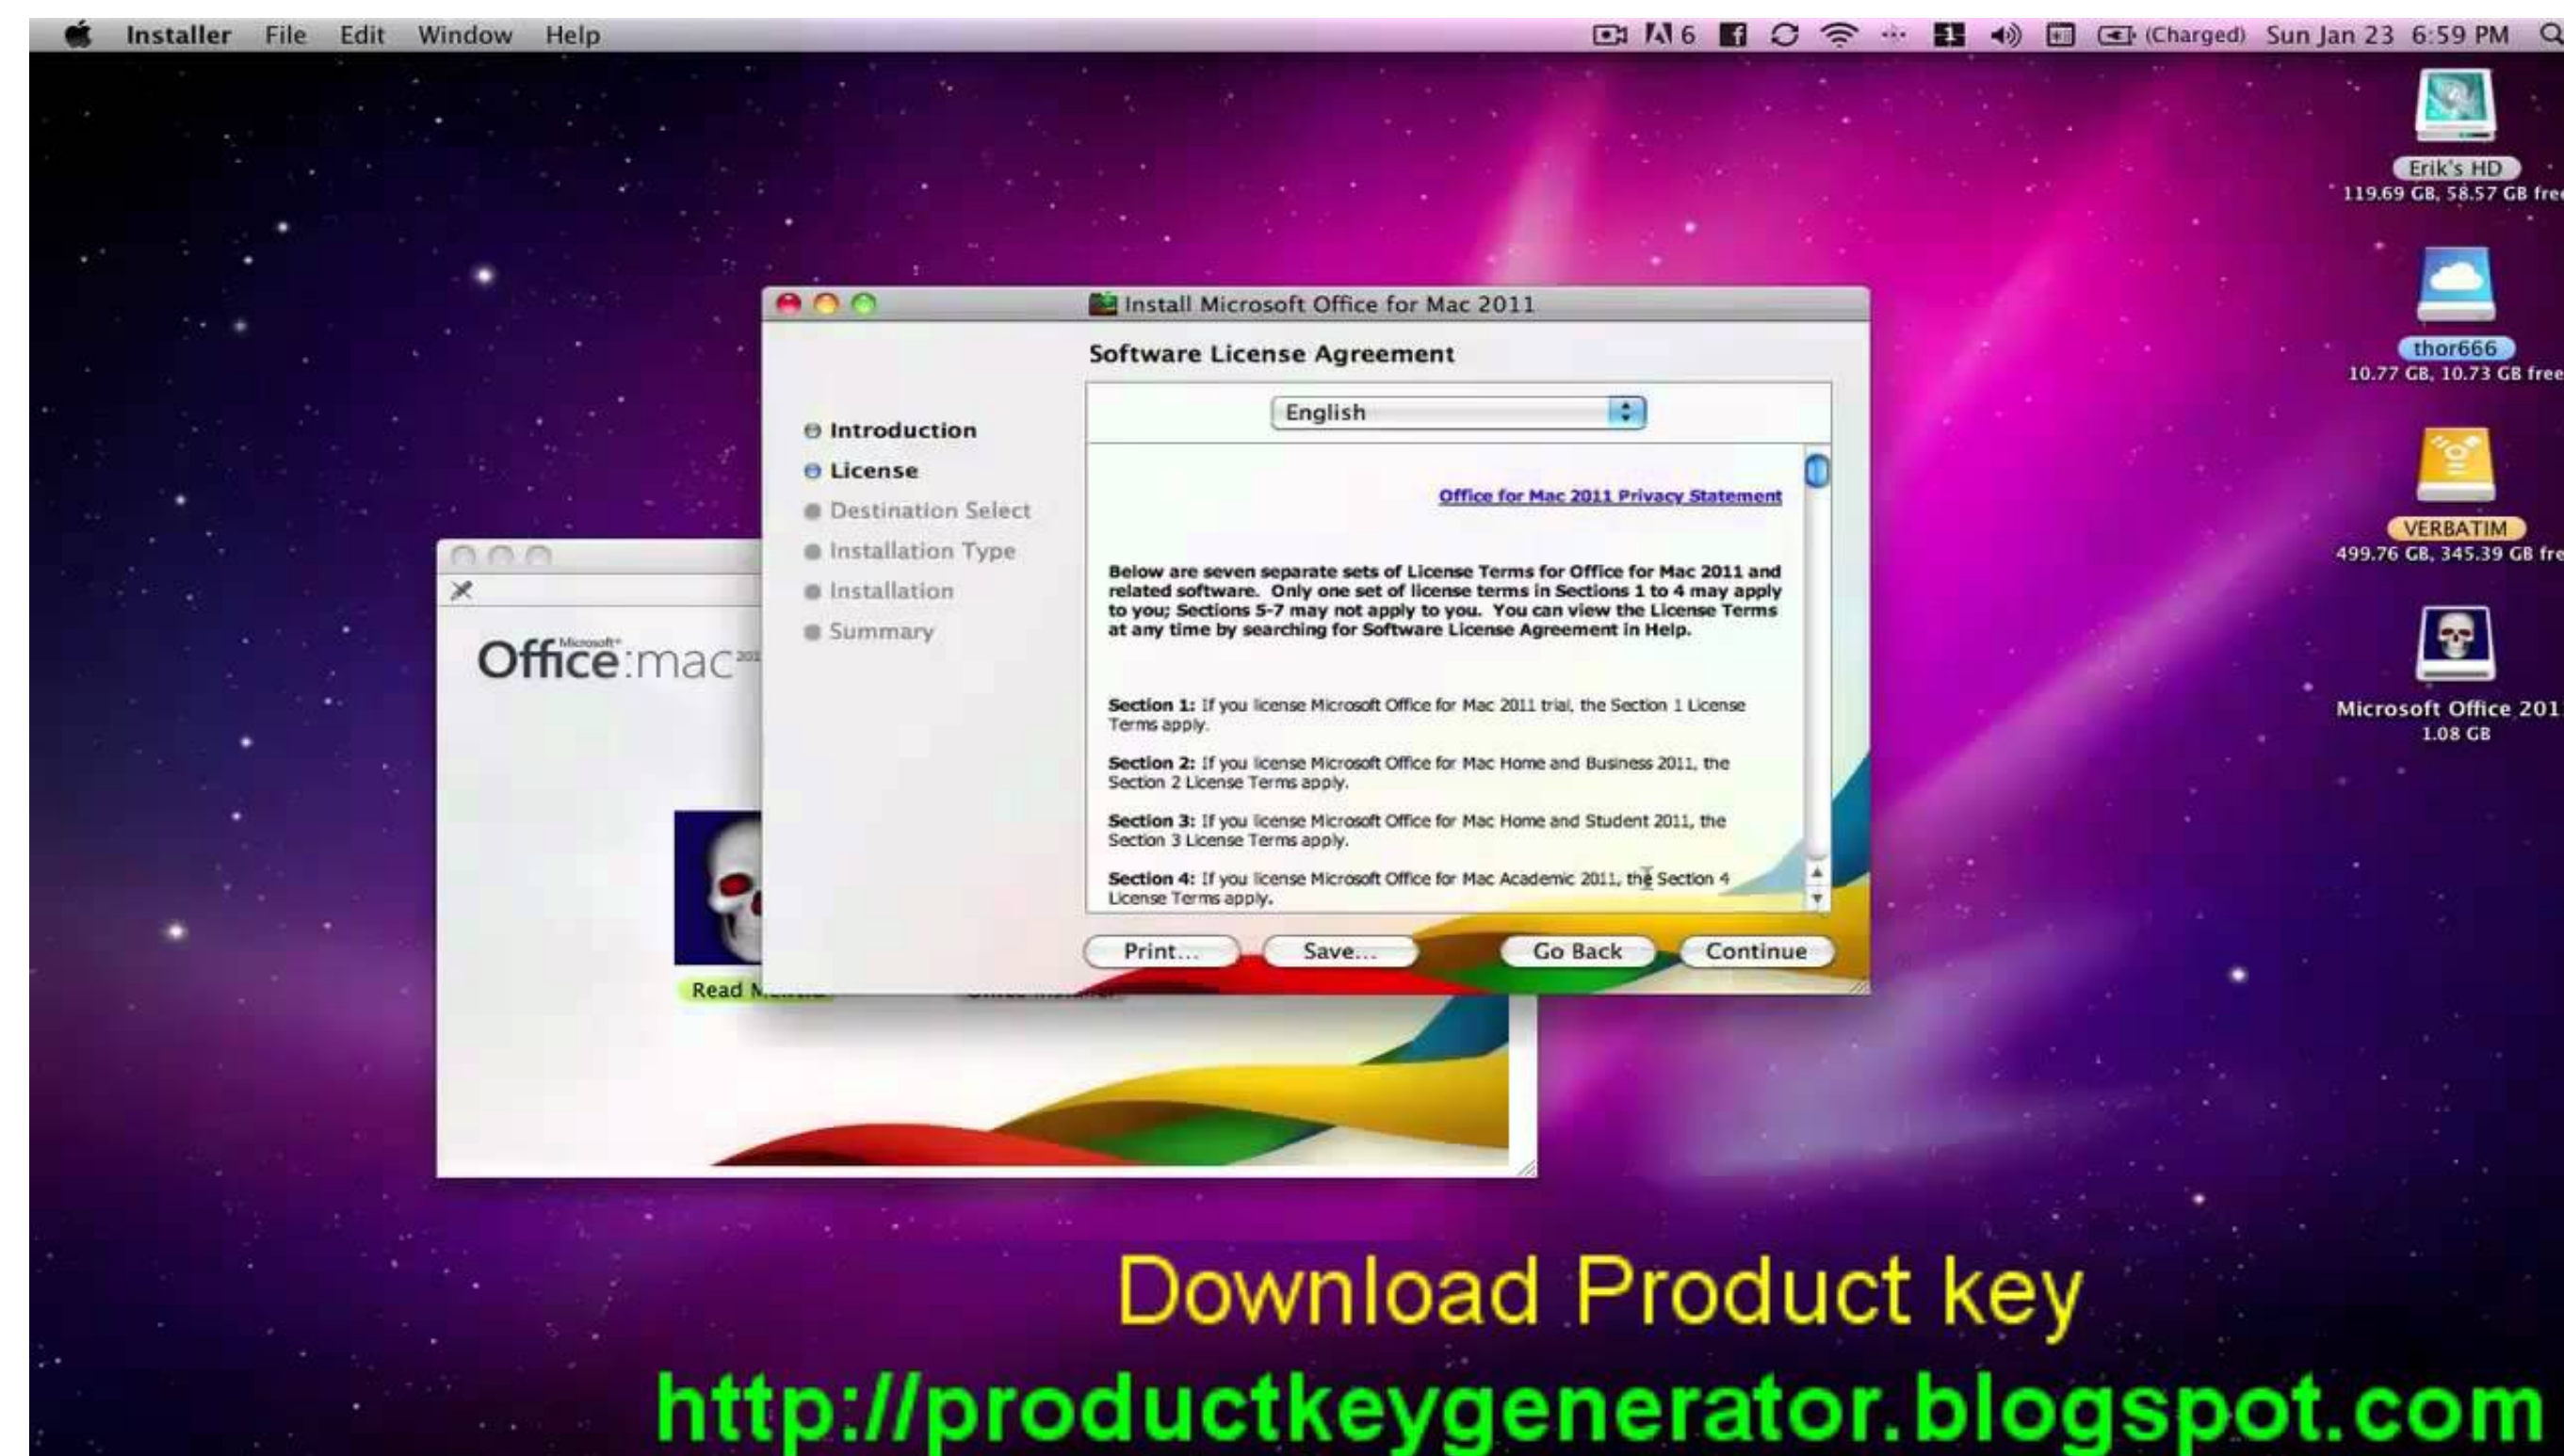 Installer File Edit Window Help 6 (Charged) Sun Jan 23 6:59 PM
Erik's HD
119.69 GB, 58.57 GB free
thor666
10.77 GB, 10.73 GB free
VERBATIM
499.76 GB, 345.39 GB fre
Microsoft Office 201
1.08 GB
Install Microsoft Office for Mac 2011
Software License Agreement
English
Introduction
License
Destination Select
Installation Type
Installation
Summary
Office for Mac 2011 Privacy Statement
Below are seven separate sets of License Terms for Office for Mac 2011 and
related software. Only one set of license terms in Sections 1 to 4 may apply
to you; Sections 5-7 may not apply to you. You can view the License Terms
at any time by searching for Software License Agreement in Help.
Section 1: If you license Microsoft Office for Mac 2011 trial, the Section 1 License
Terms apply.
Section 2: If you license Microsoft Office for Mac Home and Business 2011, the
Section 2 License Terms apply.
Section 3: If you license Microsoft Office for Mac Home and Student 2011, the
Section 3 License Terms apply.
Section 4: If you license Microsoft Office for Mac Academic 2011, the Section 4
License Terms apply.
Print... Save... Go Back Continue
Microsoft
Office:mac
Read
Download Product key
http://productkeygenerator.blogspot.com